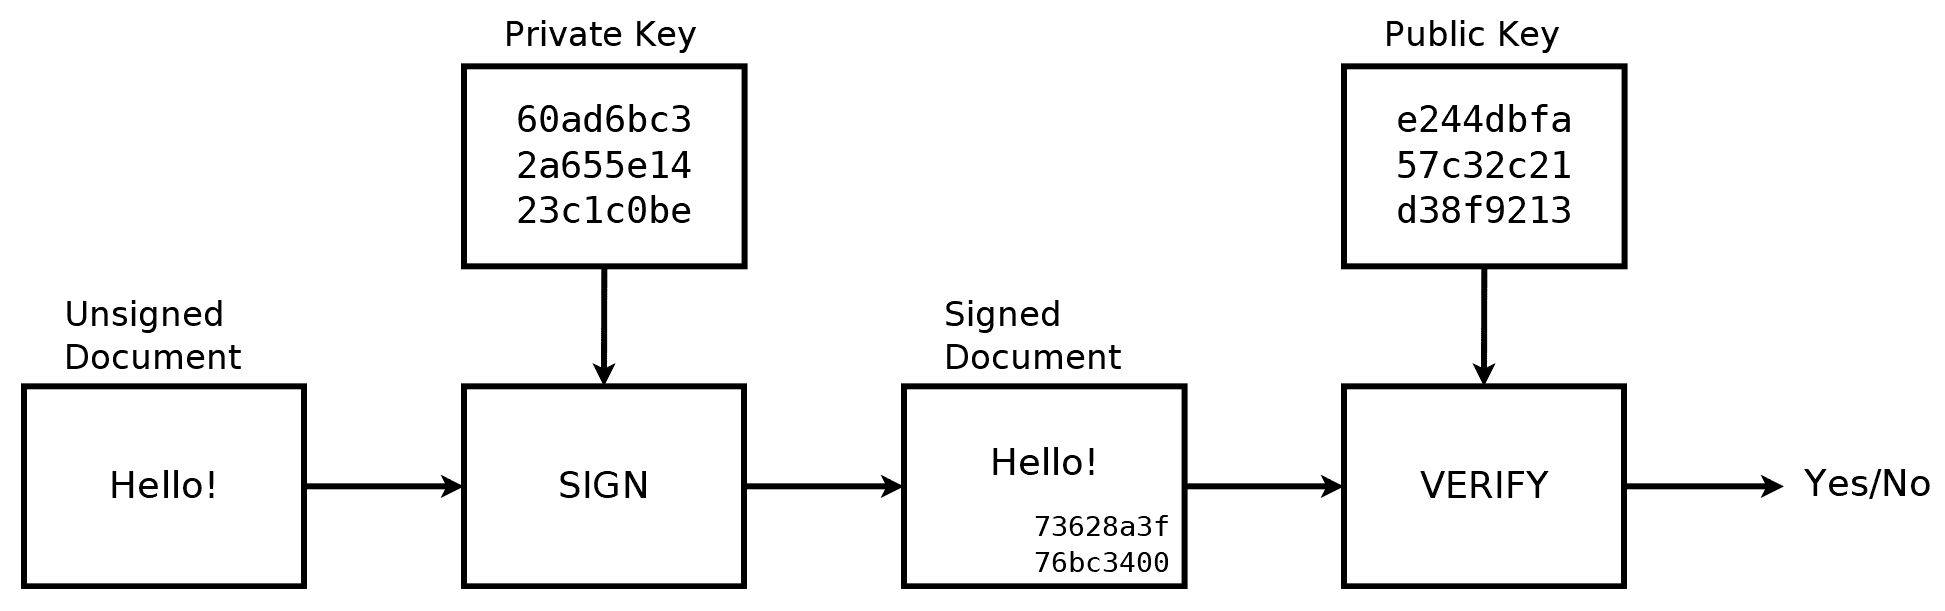 Private Key
60ad6bc3
2a655e14
23c1c0be
Public Key
e244dbfa
57c32c21
d38f9213
Unsigned
Document
Hello!
SIGN
Signed
Document
Hello!
73628a3f
76bc3400
VERIFY
Yes/No